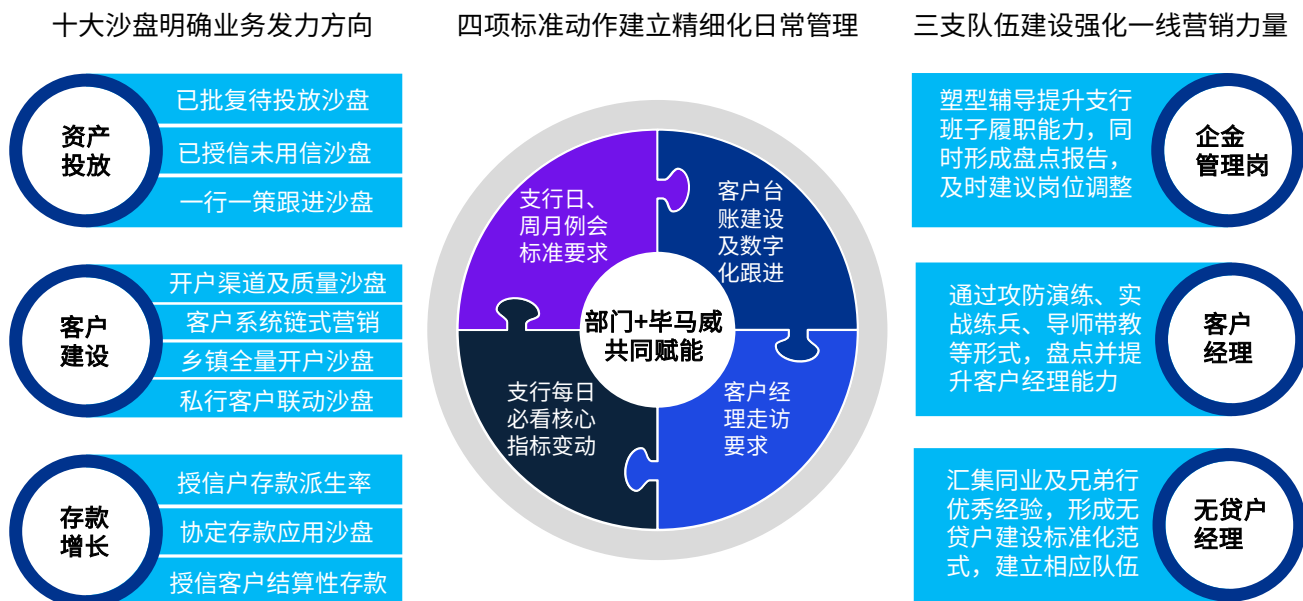 十大沙盘明确业务发力方向
资产
投放
已批复待投放沙盘
已授信未用信沙盘
一行一策跟进沙盘
客户
建设
开户渠道及质量沙盘
客户系统链式营销
乡镇全量开户沙盘
私行客户联动沙盘
存款
增长
授信户存款派生率
协定存款应用沙盘
授信客户结算性存款
四项标准动作建立精细化日常管理
支行日、
周月例会
标准要求
客户台
账建设
及数字
化跟进
部门+毕马威
共同赋能
支行每日
必看核心
指标变动
客户经
理走访
要求
三支队伍建设强化一线营销力量
塑型辅导提升支行
班子履职能力，同
时形成盘点报告，
及时建议岗位调整
企金
管理岗
通过攻防演练、实
战练兵、导师带教
等形式，盘点并提
升客户经理能力
客户
经理
汇集同业及兄弟行
优秀经验，形成无
贷户建设标准化范
式，建立相应队伍
无贷户
经理